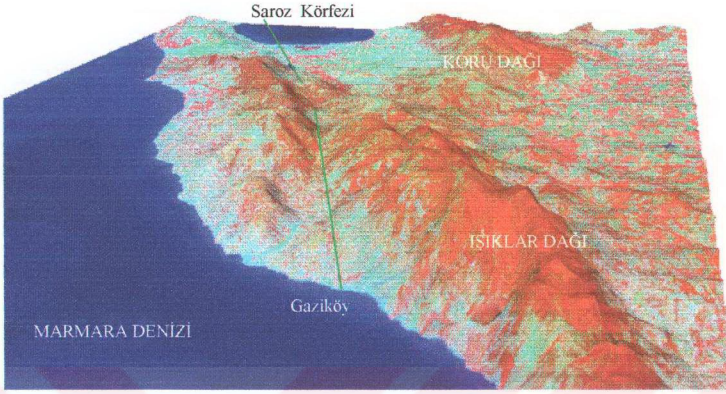 Saroz Körfezi
KORU DAĞI
IŞIKLAR DAĞI
Gaziköy
MARMARA DENİZİ